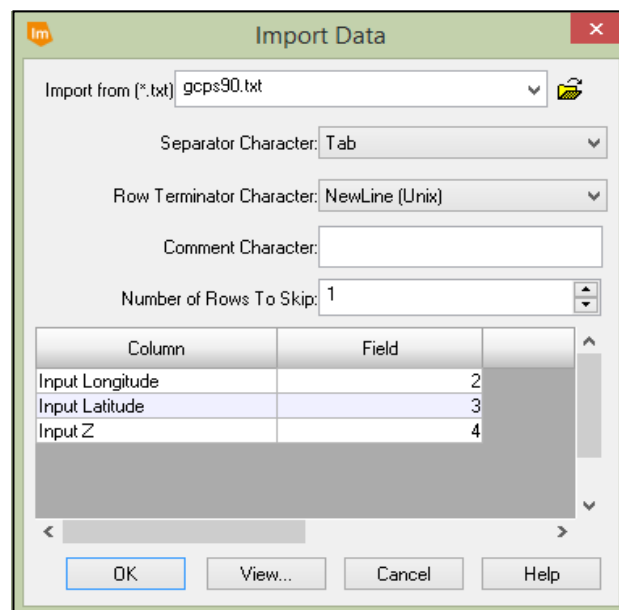 Im Import Data ×
Import from (*.txt) gcps90.txt
Separator Character: Tab
Row Terminator Character: NewLine (Unix)
Comment Character:
Number of Rows To Skip: 1
Column Field
Input Longitude 2
Input Latitude 3
Input Z 4
OK View... Cancel Help